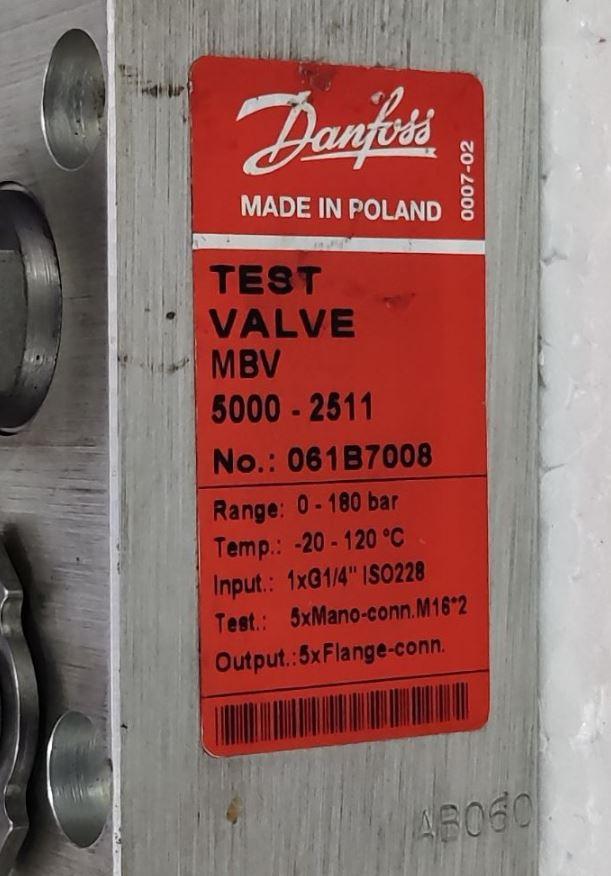 Danfoss
MADE IN POLAND
0007-02
TEST
VALVE
MBV
5000 - 2511
No.: 061B7008
Range: 0 - 180 bar
Temp.: -20 - 120 °C
Input.: 1xG1/4" ISO228
Test.: 5xMano-conn.M16*2
Output.:5xFlange-conn.
AB060